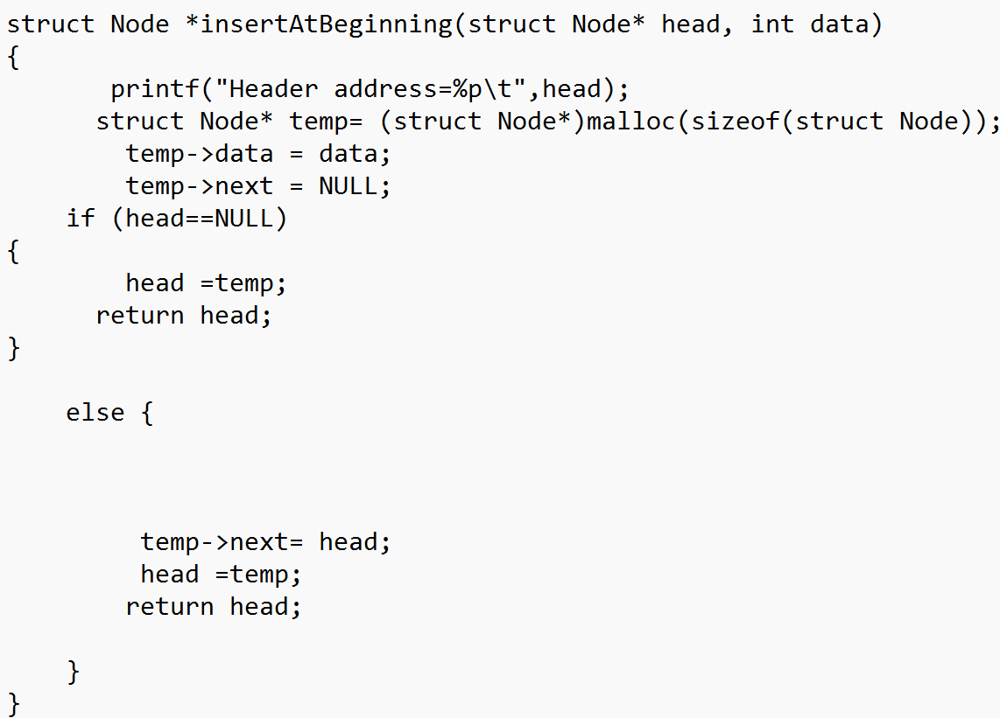 struct Node *insertAtBeginning(struct Node* head, int data)
{
       printf("Header address=%p\t",head);
      struct Node* temp= (struct Node*)malloc(sizeof(struct Node));
        temp->data = data;
        temp->next = NULL;
    if (head==NULL)
{
        head =temp;
      return head;
}
    else {
         temp->next= head;
         head =temp;
        return head;
    }
}